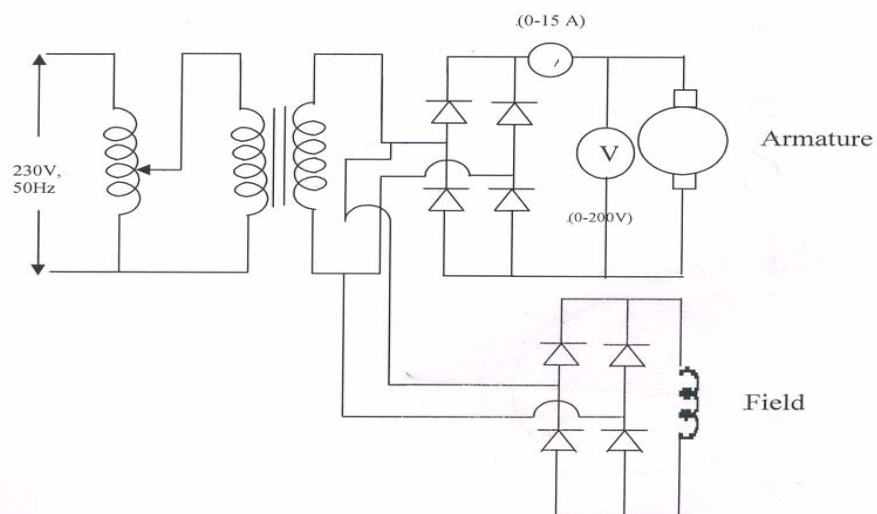 (0-15 A)
Armature
230V,
50Hz
V
(0-200V)
Field